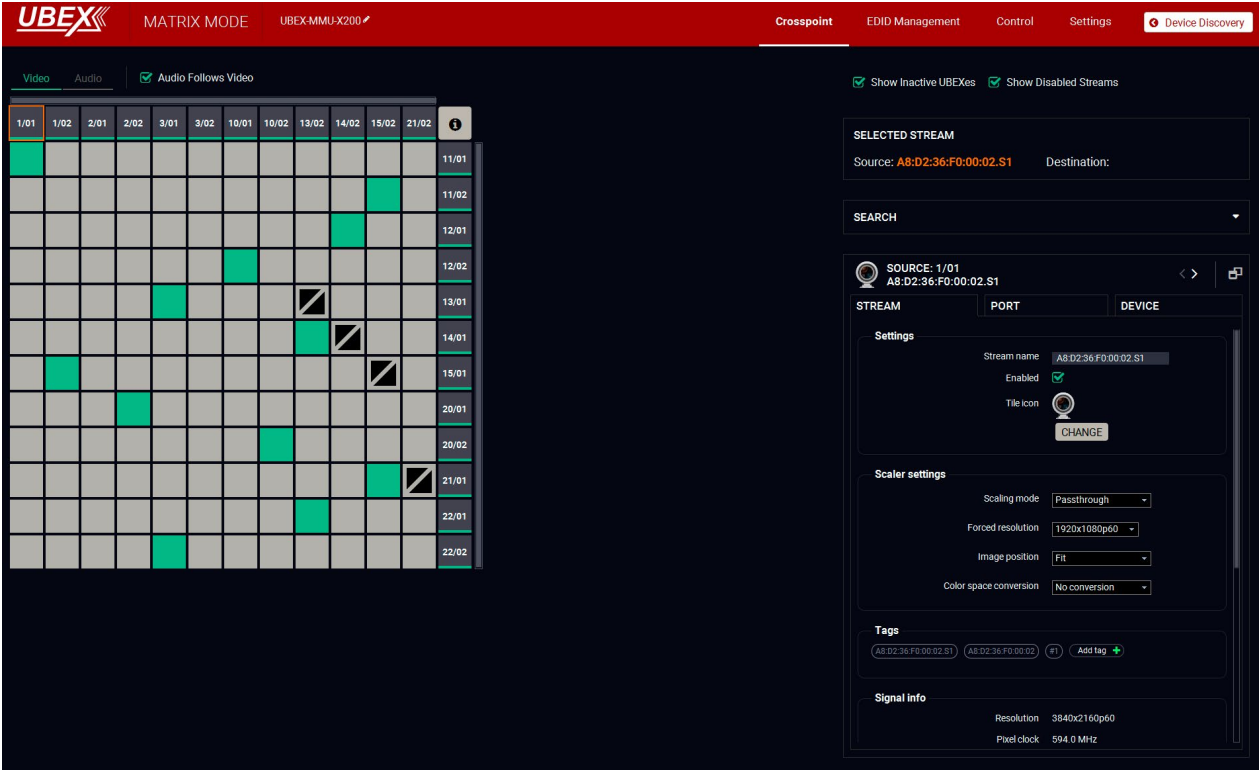 UBEX MATRIX MODE UBEX-MMU-X200 Crosspoint EDID Management Control Settings Device Discovery
Video Audio Audio Follows Video
Show Inactive UBEXes Show Disabled Streams
1/01 1/02 2/01 2/02 3/01 3/02 10/01 10/02 13/02 14/02 15/02 21/02
11/01
11/02
12/01
12/02
13/01
14/01
15/01
20/01
20/02
21/01
22/01
22/02
SELECTED STREAM
Source: A8:D2:36:F0:00:02.S1 Destination:
SEARCH
SOURCE: 1/01
A8:D2:36:F0:00:02.S1
STREAM PORT DEVICE
Settings
Stream name A8:D2:36:F0:00:02.S1
Enabled
Tile icon
CHANGE
Scaler settings
Scaling mode Passthrough
Forced resolution 1920x1080p60
Image position Fit
Color space conversion No conversion
Tags
A8:D2:36:F0:00:02.S1 A8:D2:36:F0:00:02 #1 Add tag
Signal info
Resolution 3840x2160p60
Pixel clock 594.0 MHz